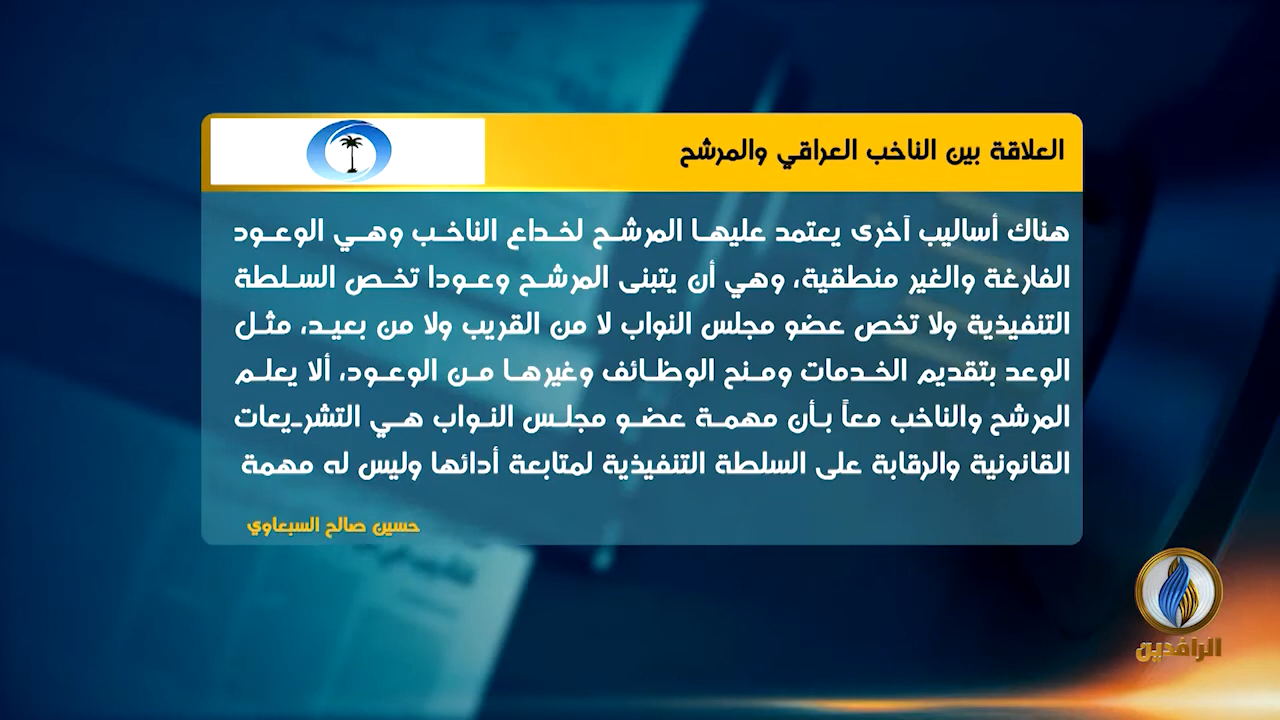 العلاقة بين الناخب العراقي والمرشح
هناك أساليب آخرى يعتمد عليها المرشح لخداع الناخب وهي الوعود
الفارغة والغير منطقية، وهي أن يتبنى المرشح وعودا تخص السلطة
التنفيذية ولا تخص عضو مجلس النواب لا من القريب ولا من بعيد، مثل
الوعد بتقديم الخدمات ومنح الوظائف وغيرها من الوعود، ألا يعلم
المرشح والناخب معاً بأن مهمة عضو مجلس النواب هي التشريعات
القانونية والرقابة على السلطة التنفيذية لمتابعة أدائها وليس له مهمة
حسين صالح السبعاوي
الرافدين